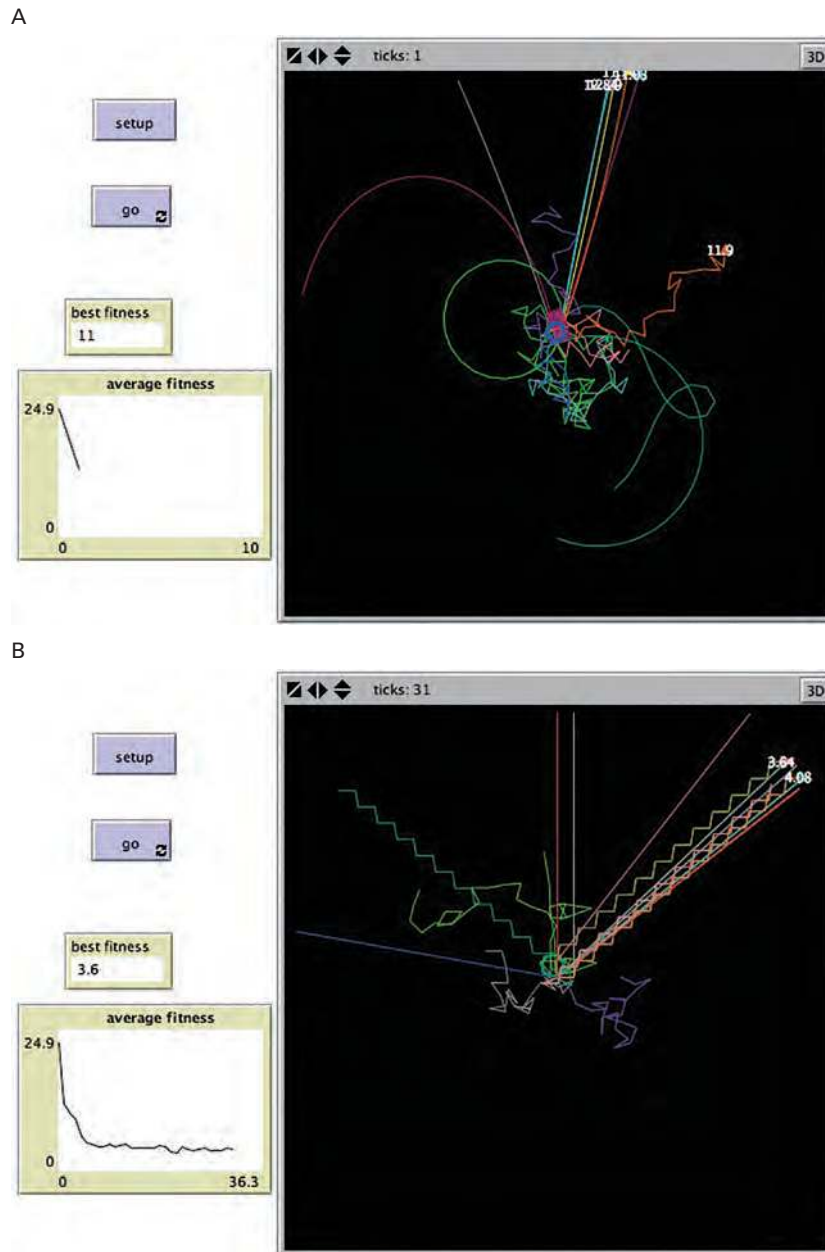 A
ticks: 1
3D
setup
go
11.9
best fitness
11
average fitness
24.9
0
0 10
B
ticks: 31
3D
setup
3.64
4.08
go
best fitness
3.6
average fitness
24.9
0
0 36.3